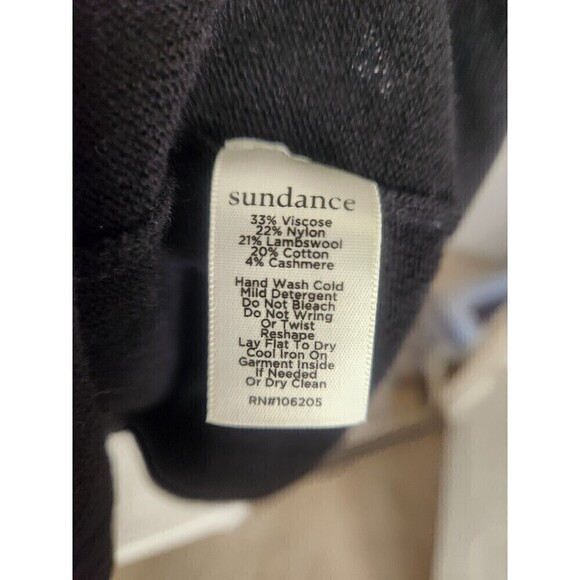 sundance
33% Viscose
22% Nylon
21% Lambswool
20% Cotton
4% Cashmere
Hand Wash Cold
Mild Detergent
Do Not Bleach
Do Not Wring
Or Twist
Reshape
Lay Flat To Dry
Cool Iron On
Garment Inside
If Needed
Or Dry Clean
RN#106205